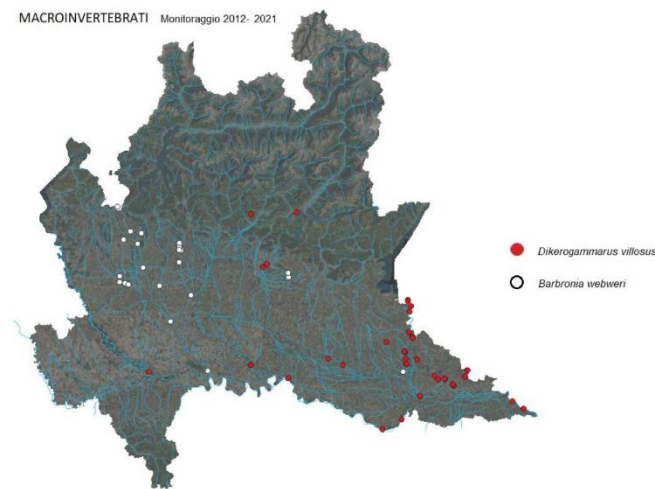 MACROINVERTEBRATI Monitoraggio 2012- 2021
Dikerogammarus villosus
Barbronia webweri